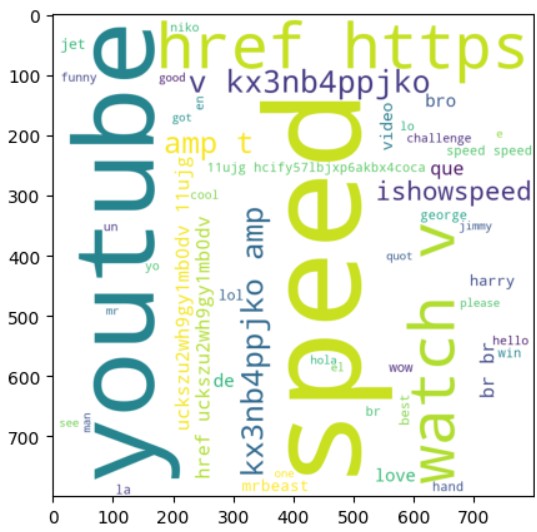 0
100
200
300
400
500
600
700
niko
jet
href https
funny
good
v kx3nb4ppjko
en
bro
youtube
got
video
lo
e
amp t
challenge
speed
speed speed
11ujg hcify57lbjxp6akbx4coca
que
uckszu2wh9gy1mb0dv 11ujg
cool
ishowspeed
href uckszu2wh9gy1mb0dv
kx3nb4ppjko amp
george
un
jimmy
watch v
yo
quot
lol
harry
mr
please
hello
br br
win
hola
el
wow
de
br
best
see
man
one
love
mrbeast
hand
la
0 100 200 300 400 500 600 700